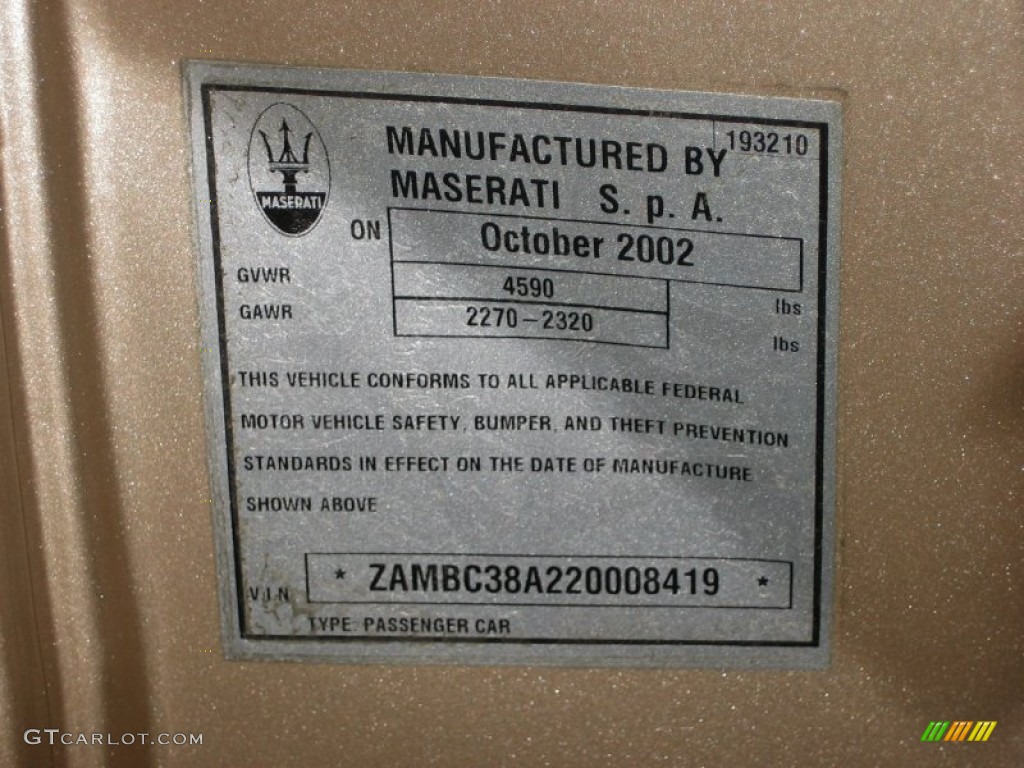 193210
MASERATI
MANUFACTURED BY
MASERATI S. p. A.
ON October 2002
GVWR 4590 lbs
GAWR 2270-2320 lbs
THIS VEHICLE CONFORMS TO ALL APPLICABLE FEDERAL
MOTOR VEHICLE SAFETY, BUMPER, AND THEFT PREVENTION
STANDARDS IN EFFECT ON THE DATE OF MANUFACTURE
SHOWN ABOVE
V.I.N. * ZAMBC38A220008419 *
TYPE: PASSENGER CAR
GTCARLOT.COM